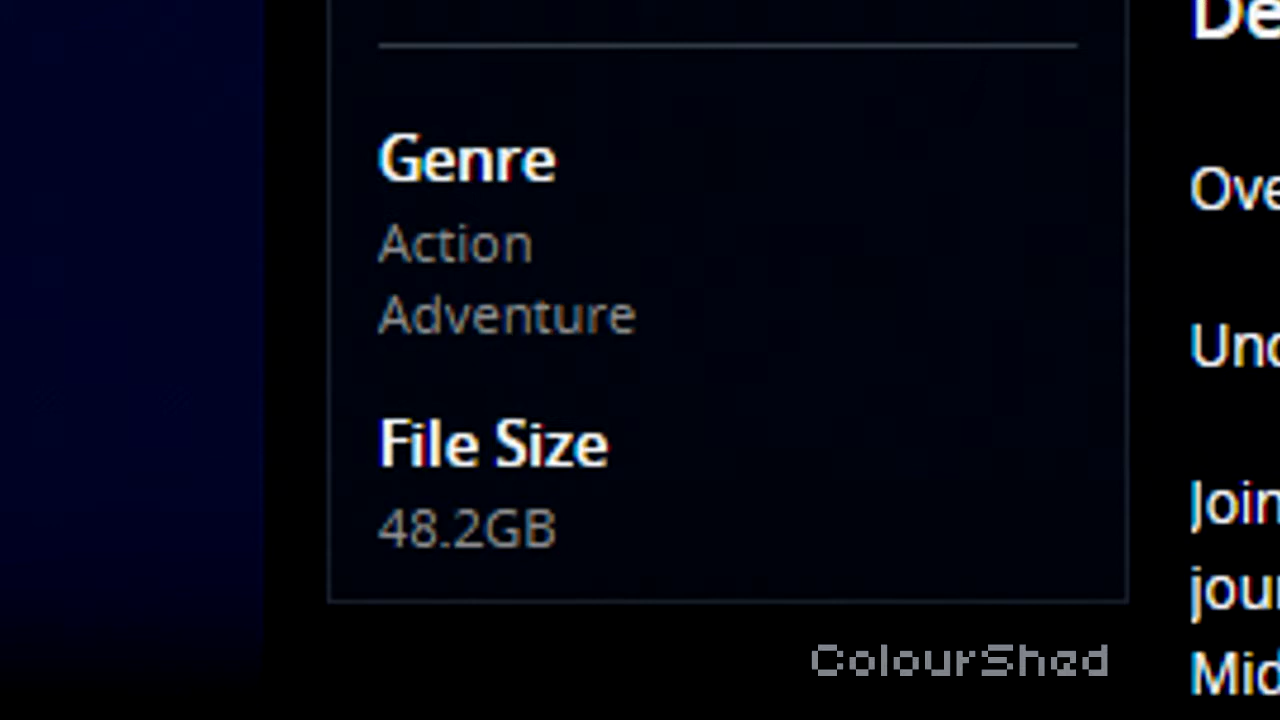 Genre
Action
Adventure
File Size
48.2GB
ColourShed